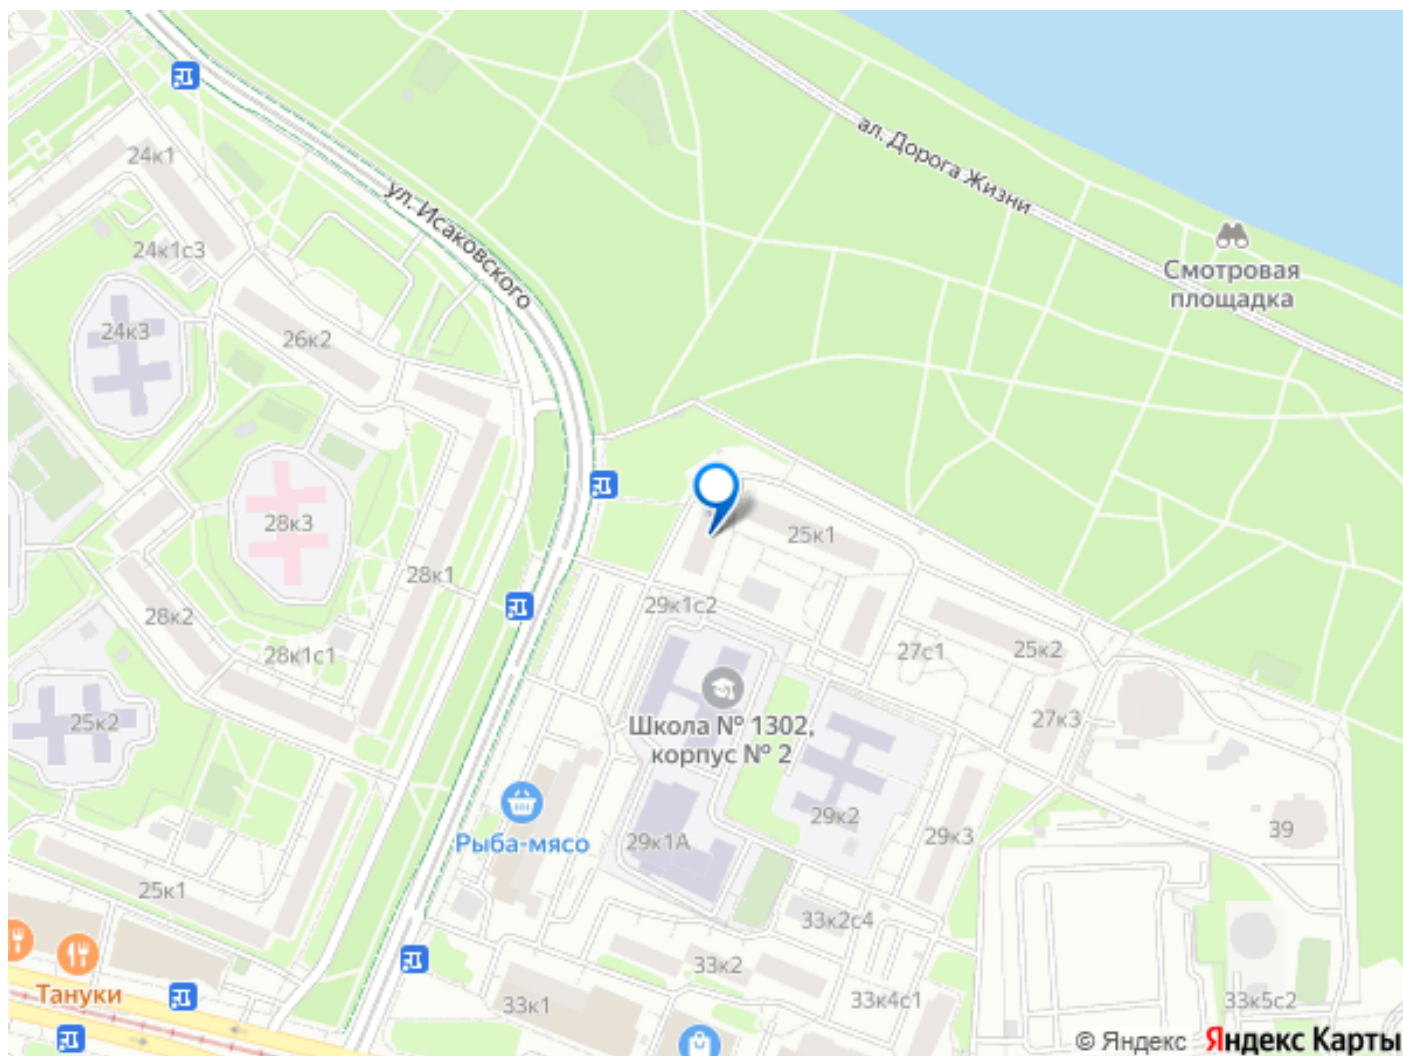 ал. Дорога Жизни
24к1
ул. Исаковского
24к1с3
Смотровая
площадка
24к3
26к2
28к3
25к1
28к1
29к1с2
28к2
27с1
25к2
28к1с1
25к2
27к3
Школа № 1302,
корпус № 2
29к2
39
Рыба-мясо
29к1А
29к3
25к1
33к2с4
33к2
Тануки
33к1
33к4с1
33к5с2
© Яндекс Яндекс Карты